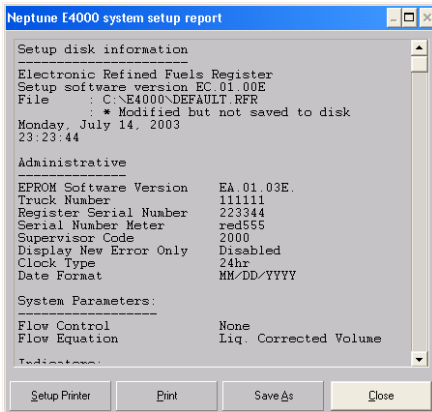 Neptune E4000 system setup report
Setup disk information
----------------------
Electronic Refined Fuels Register
Setup software version EC.01.00E
File : C:\E4000\DEFAULT.RFR
: * Modified but not saved to disk
Monday, July 14, 2003
23:23:44
Administrative
--------------
EPROM Software Version EA.01.03E.
Truck Number 111111
Register Serial Number 223344
Serial Number Meter red555
Supervisor Code 2000
Display New Error Only Disabled
Clock Type 24hr
Date Format MM/DD/YYYY
System Parameters:
------------------
Flow Control None
Flow Equation Liq. Corrected Volume
Indicators:
Setup Printer Print Save As Close